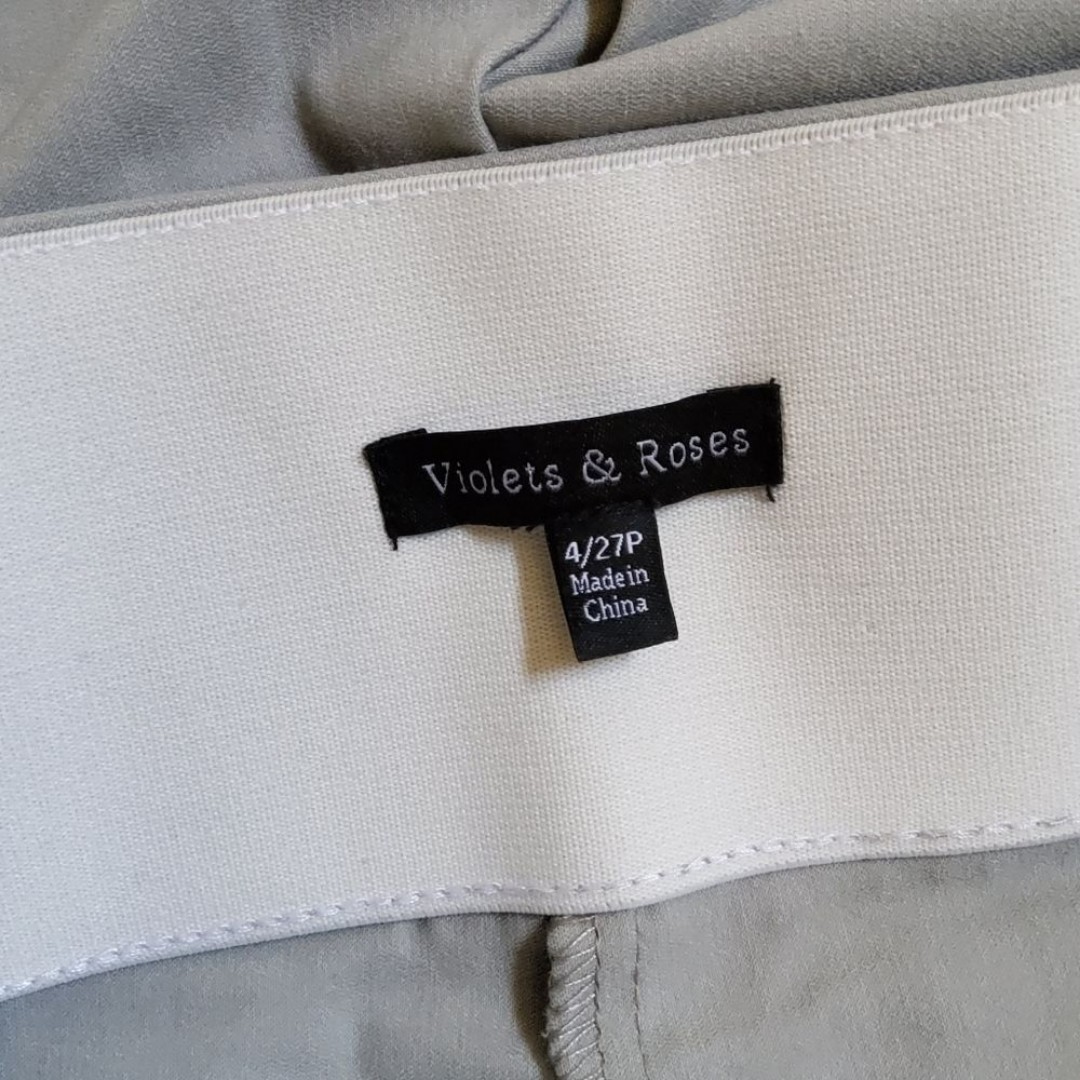 Violets & Roses
4/27P
Made in
China